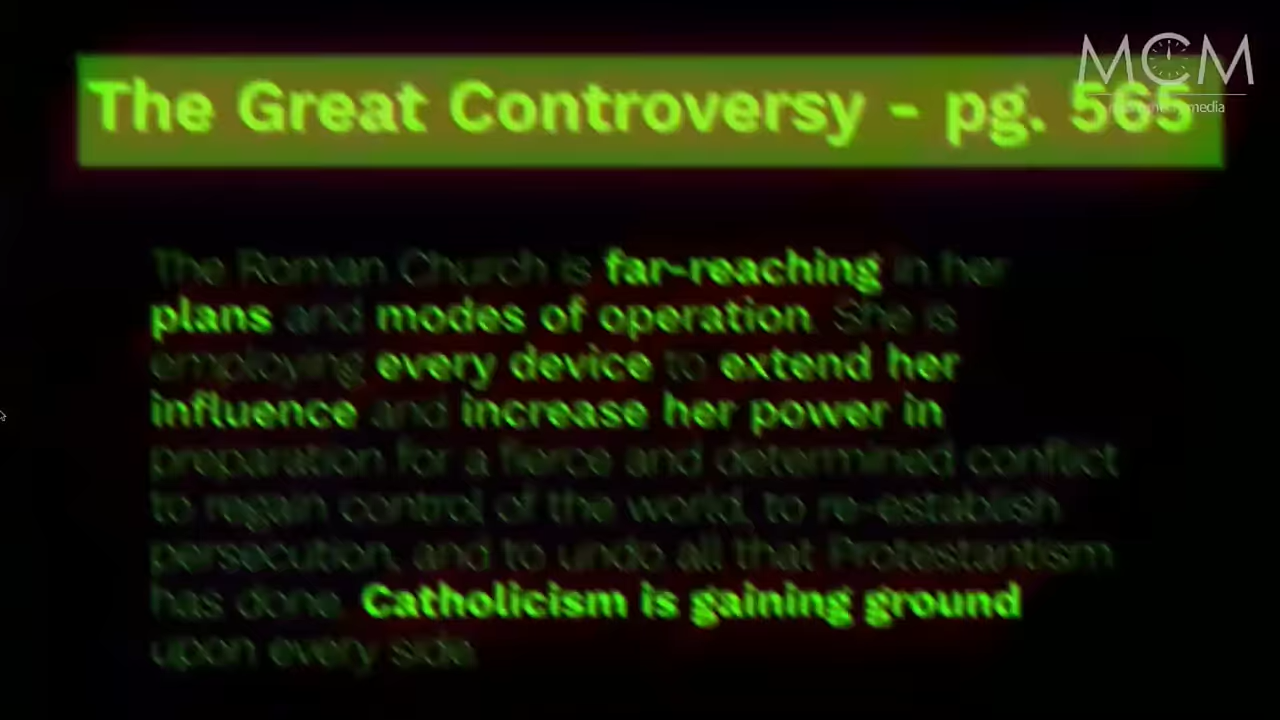 MCM
The Great Controversy - pg. 565
media
The Roman Church is far-reaching in her
plans and modes of operation. She is
employing every device to extend her
influence and increase her power in
preparation for a fierce and determined conflict
to regain control of the world, to re-establish
persecution, and to undo all that Protestantism
has done. Catholicism is gaining ground
upon every side.